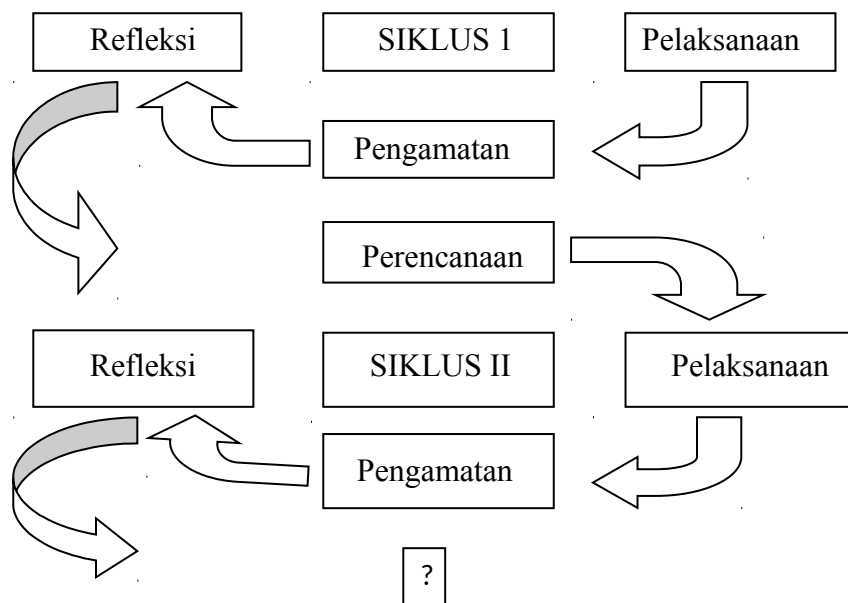 Refleksi
SIKLUS 1
Pelaksanaan
Pengamatan
Perencanaan
Refleksi
SIKLUS II
Pelaksanaan
Pengamatan
?